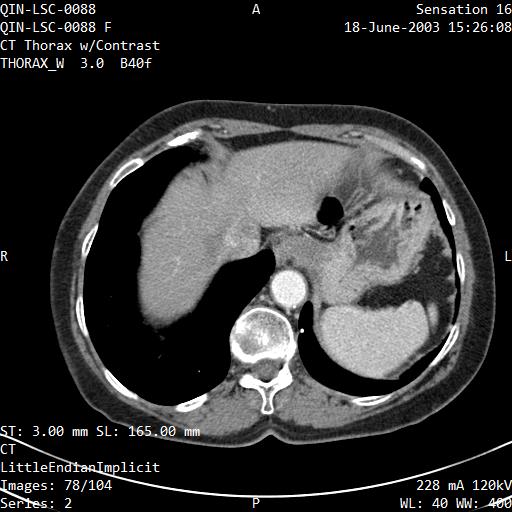 QIN-LSC-0088
A
Sensation 16
QIN-LSC-0088 F
18-June-2003 15:26:08
CT Thorax w/Contrast
THORAX_W 3.0 B40f
R
L
ST: 3.00 mm SL: 165.00 mm
CT
LittleEndianImplicit
Images: 78/104
228 mA 120kV
Series: 2
P
WL: 40 WW: 400